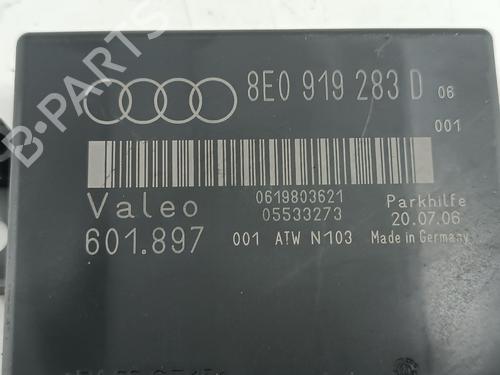 8E0 919 283 D 06
001
Valeo 0619803621 Parkhilfe
05533273 20.07.06
601.897 001 ATW N103 Made in Germany
B-PARTS